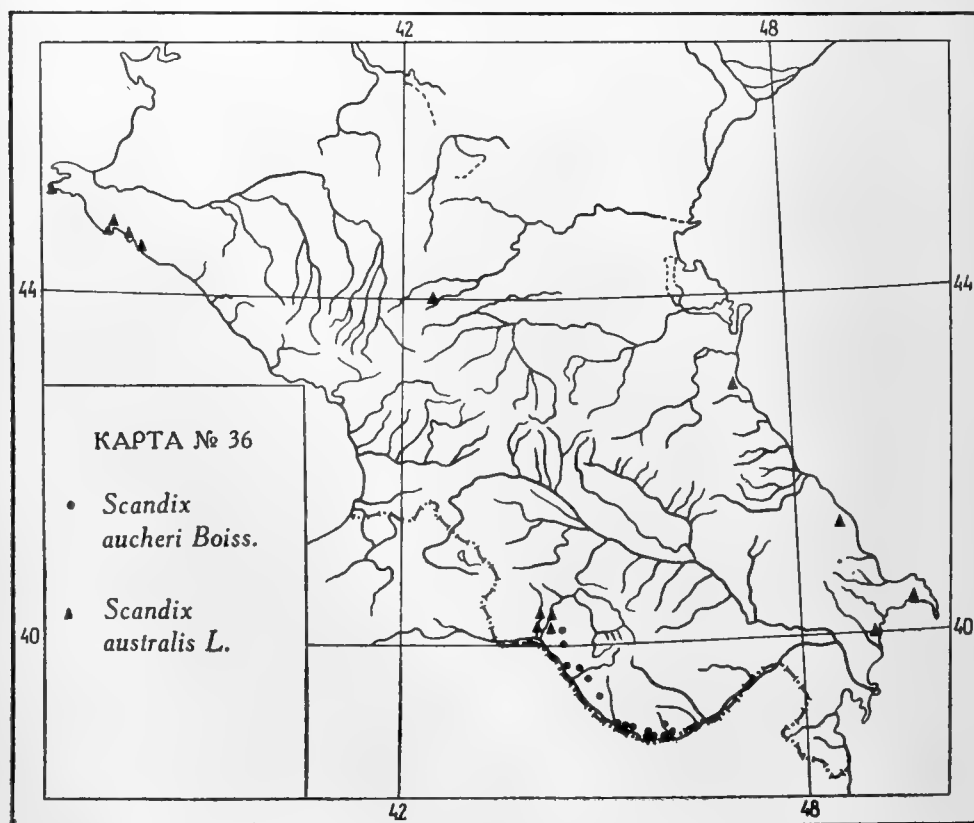 42
48
44
44
КАРТА № 36
Scandix
aucheri Boiss.
Scandix
australis L.
40
40
42
48